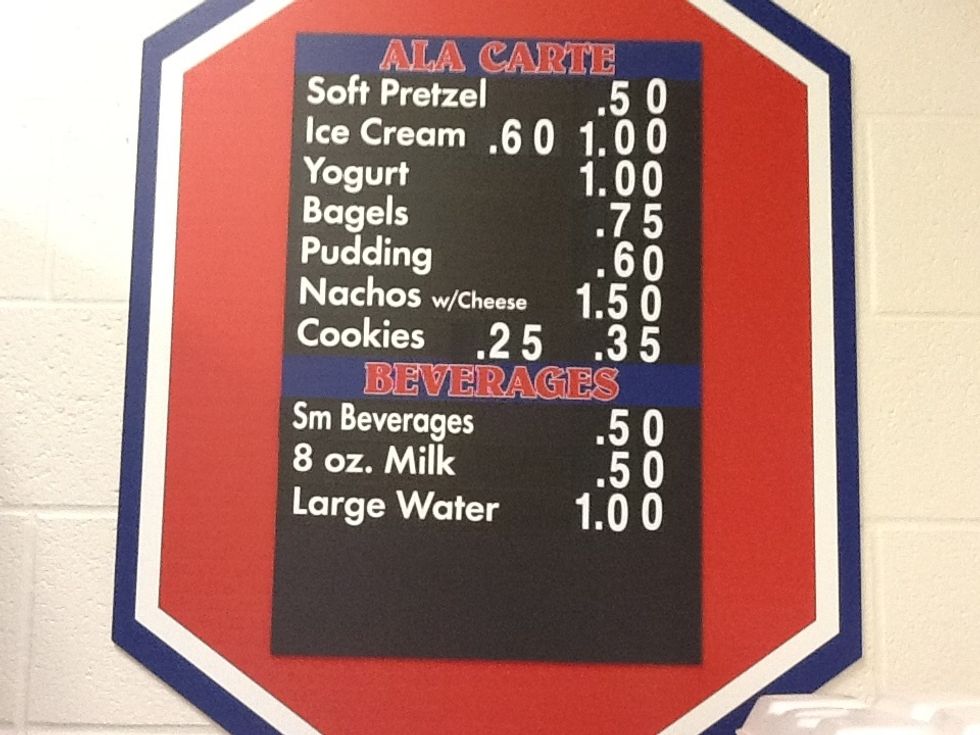 ALA CARTE
Soft Pretzel .50
Ice Cream .60 1.00
Yogurt 1.00
Bagels .75
Pudding .60
Nachos w/Cheese 1.50
Cookies .25 .35
BEVERAGES
Sm Beverages .50
8 oz. Milk .50
Large Water 1.00